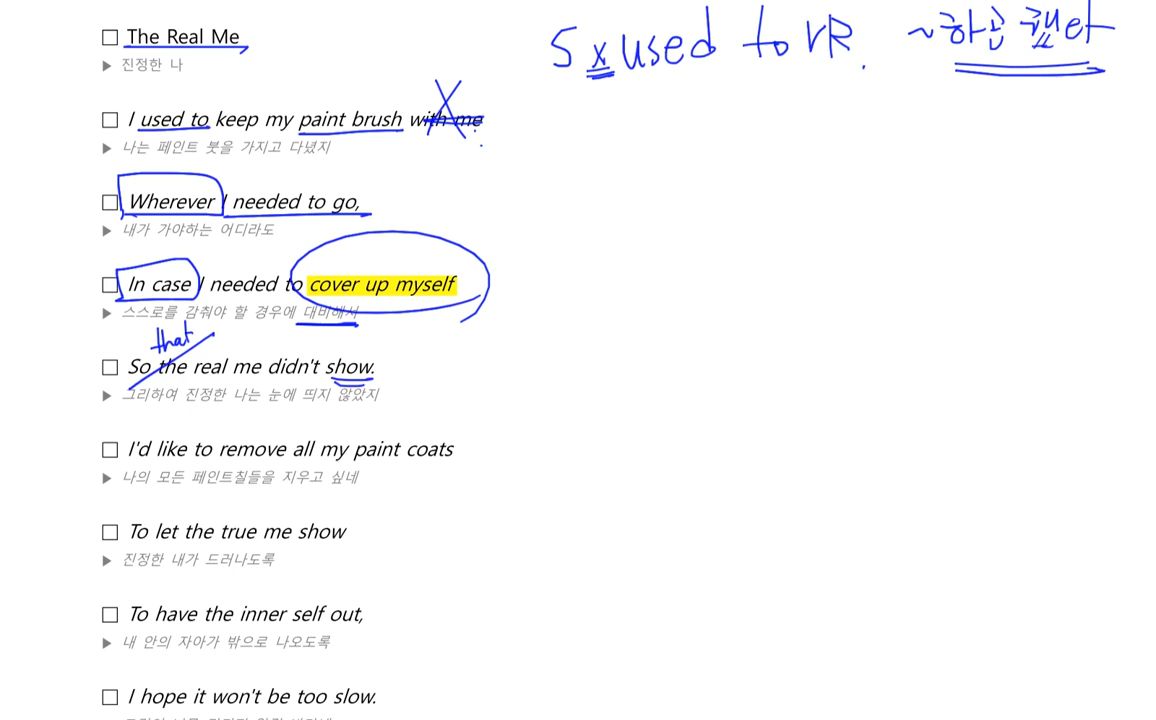 The Real Me
S x used to VR. ~하곤 했다
▶ 진정한 나
I used to keep my paint brush with me
▶ 나는 페인트 붓을 가지고 다녔지
Wherever I needed to go,
▶ 내가 가야하는 어디라도
In case I needed to cover up myself
▶ 스스로를 감춰야 할 경우에 대비해서
that
So the real me didn't show.
▶ 그리하여 진정한 나는 눈에 띄지 않았지
I'd like to remove all my paint coats
▶ 나의 모든 페인트칠들을 지우고 싶네
To let the true me show
▶ 진정한 내가 드러나도록
To have the inner self out,
▶ 내 안의 자아가 밖으로 나오도록
I hope it won't be too slow.